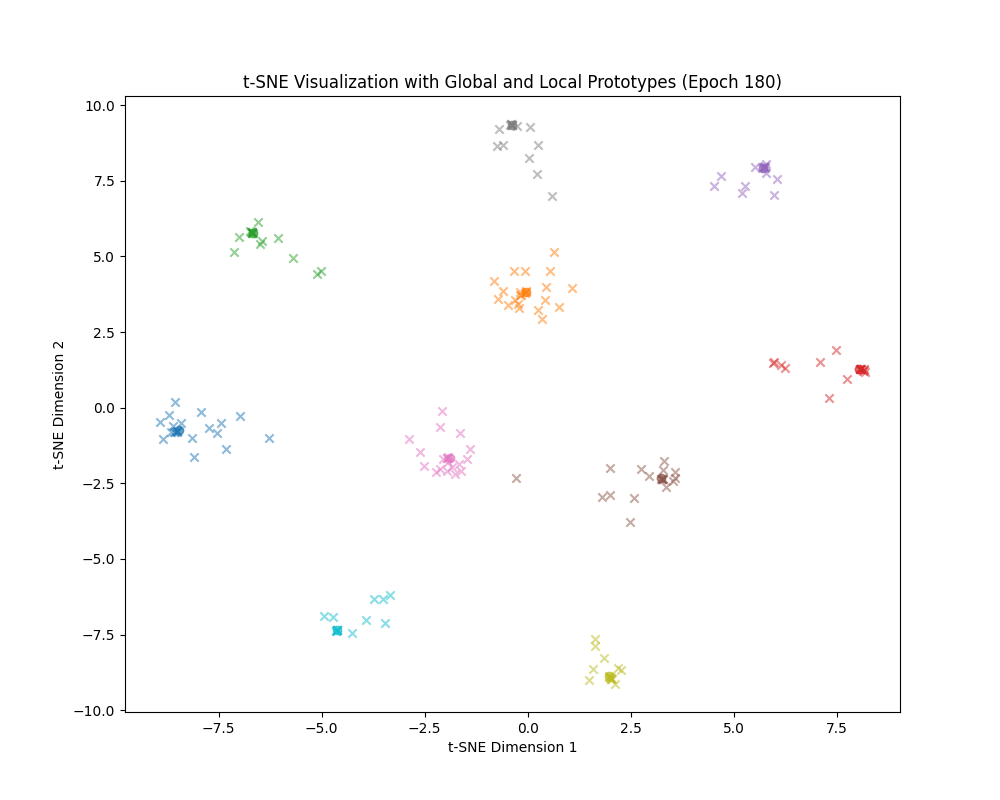 t-SNE Visualization with Global and Local Prototypes (Epoch 180)
10.0
7.5
5.0
2.5
0.0
−2.5
−5.0
−7.5
−10.0
t-SNE Dimension 2
−7.5 −5.0 −2.5 0.0 2.5 5.0 7.5
t-SNE Dimension 1